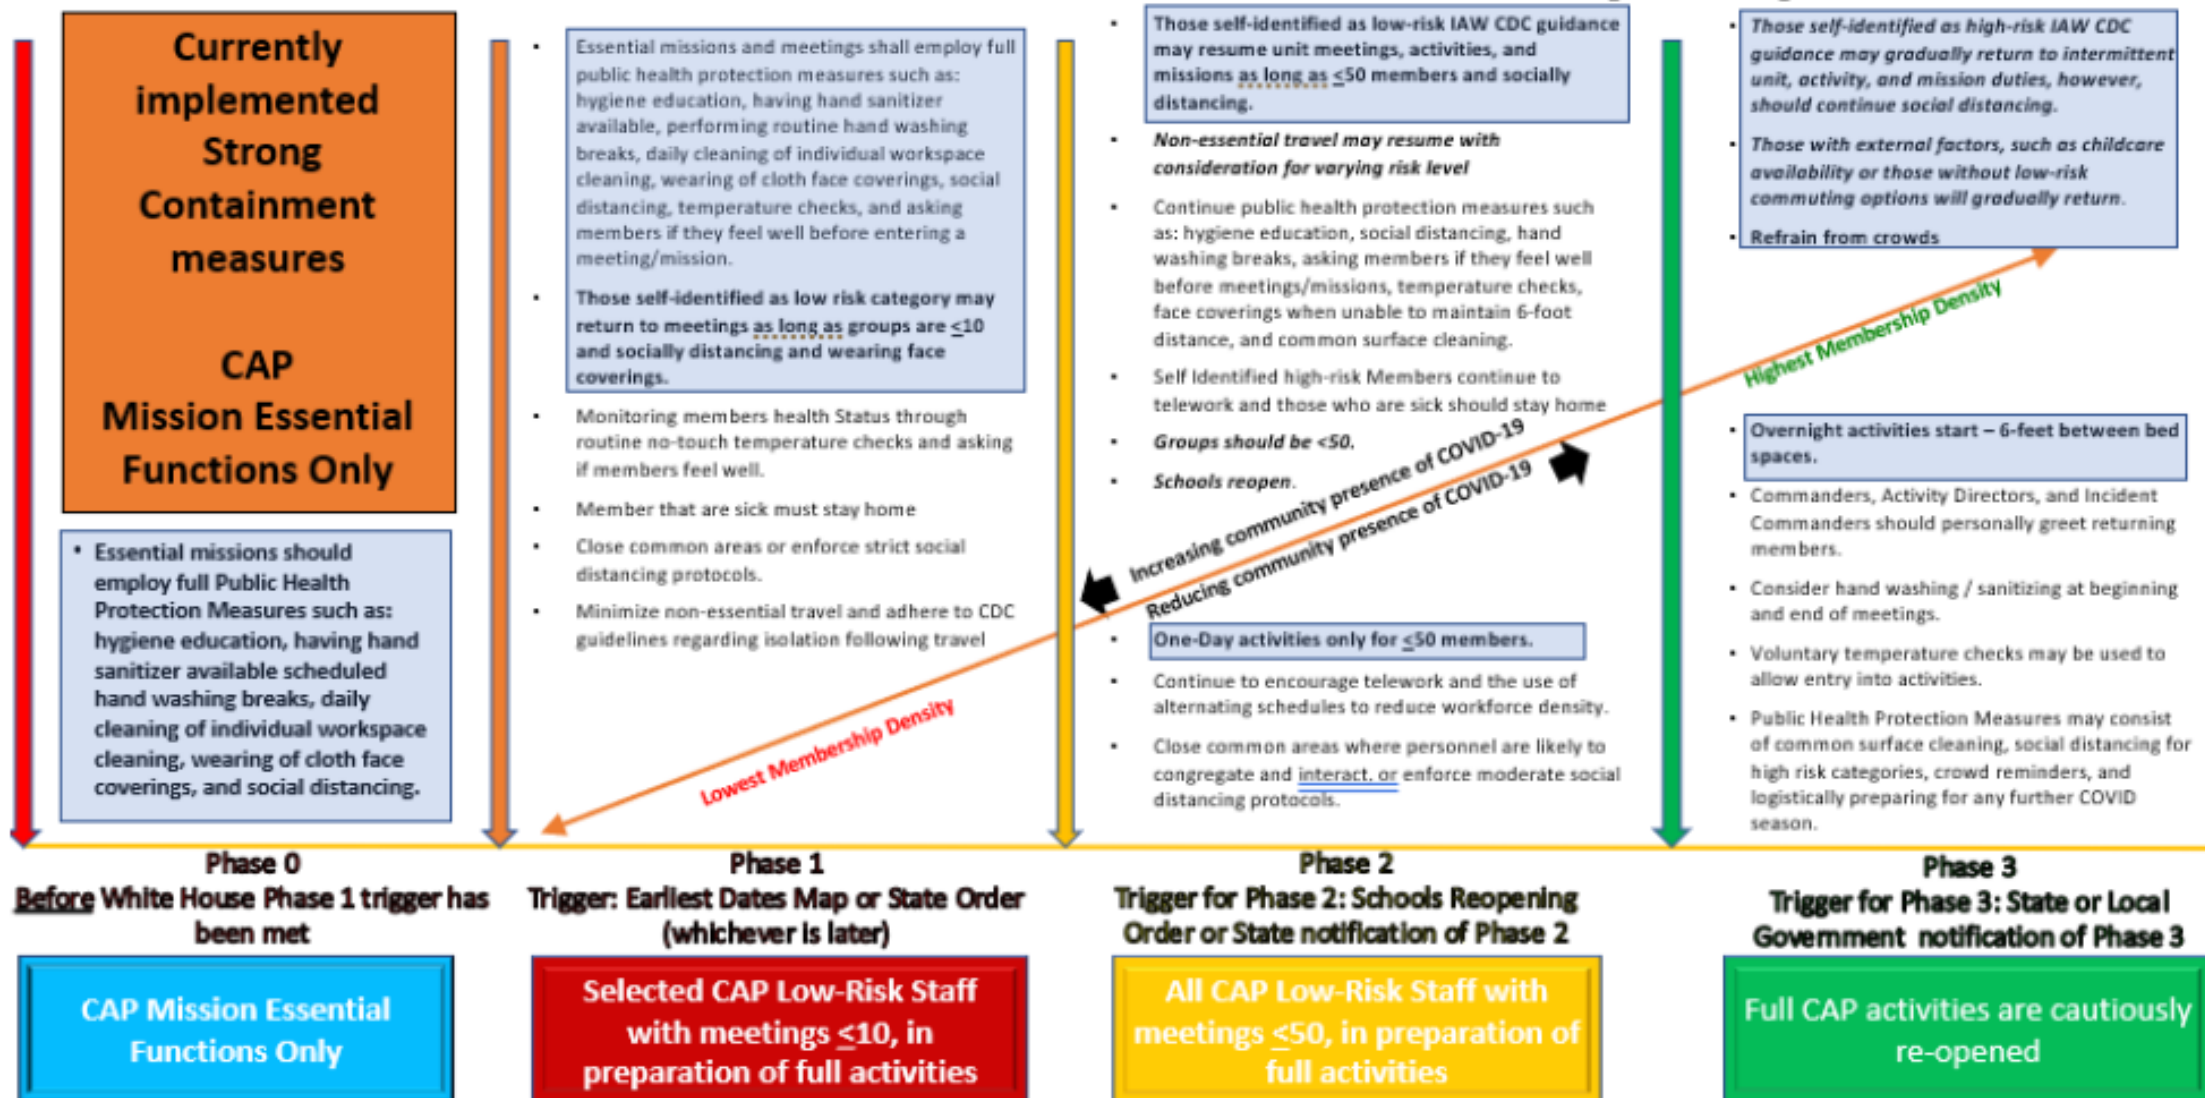 Currently
implemented
Strong
Containment
measures
CAP
Mission Essential
Functions Only
▪ Essential missions should
employ full Public Health
Protection Measures such as:
hygiene education, having hand
sanitizer available scheduled
hand washing breaks, daily
cleaning of individual workspace
cleaning, wearing of cloth face
coverings, and social distancing.
Phase 0
Before White House Phase 1 trigger has
been met
CAP Mission Essential
Functions Only
▪ Essential missions and meetings shall employ full
public health protection measures such as:
hygiene education, having hand sanitizer
available, performing routine hand washing
breaks, daily cleaning of individual workspace
cleaning, wearing of cloth face coverings, social
distancing, temperature checks, and asking
members if they feel well before entering a
meeting/mission.
▪ Those self-identified as low risk category may
return to meetings as long as groups are ≤10
and socially distancing and wearing face
coverings.
▪ Monitoring members health Status through
routine no-touch temperature checks and asking
if members feel well.
▪ Member that are sick must stay home
▪ Close common areas or enforce strict social
distancing protocols.
▪ Minimize non-essential travel and adhere to CDC
guidelines regarding isolation following travel
Lowest Membership Density
Phase 1
Trigger: Earliest Dates Map or State Order
(whichever is later)
Selected CAP Low-Risk Staff
with meetings ≤10, in
preparation of full activities
▪ Those self-identified as low-risk IAW CDC guidance
may resume unit meetings, activities, and
missions as long as ≤50 members and socially
distancing.
▪ Non-essential travel may resume with
consideration for varying risk level
▪ Continue public health protection measures such
as: hygiene education, social distancing, hand
washing breaks, asking members if they feel well
before meetings/missions, temperature checks,
face coverings when unable to maintain 6-foot
distance, and common surface cleaning.
▪ Self Identified high-risk Members continue to
telework and those who are sick should stay home
▪ Groups should be <50.
▪ Schools reopen.
Increasing community presence of COVID-19
Reducing community presence of COVID-19
▪ One-Day activities only for ≤50 members.
▪ Continue to encourage telework and the use of
alternating schedules to reduce workforce density.
▪ Close common areas where personnel are likely to
congregate and interact. or enforce moderate social
distancing protocols.
Phase 2
Trigger for Phase 2: Schools Reopening
Order or State notification of Phase 2
All CAP Low-Risk Staff with
meetings ≤50, in preparation of
full activities
▪ Those self-identified as high-risk IAW CDC
guidance may gradually return to intermittent
unit, activity, and mission duties, however,
should continue social distancing.
▪ Those with external factors, such as childcare
availability or those without low-risk
commuting options will gradually return.
▪ Refrain from crowds
Highest Membership Density
▪ Overnight activities start – 6-feet between bed
spaces.
▪ Commanders, Activity Directors, and Incident
Commanders should personally greet returning
members.
▪ Consider hand washing / sanitizing at beginning
and end of meetings.
▪ Voluntary temperature checks may be used to
allow entry into activities.
▪ Public Health Protection Measures may consist
of common surface cleaning, social distancing for
high risk categories, crowd reminders, and
logistically preparing for any further COVID
season.
Phase 3
Trigger for Phase 3: State or Local
Government notification of Phase 3
Full CAP activities are cautiously
re-opened